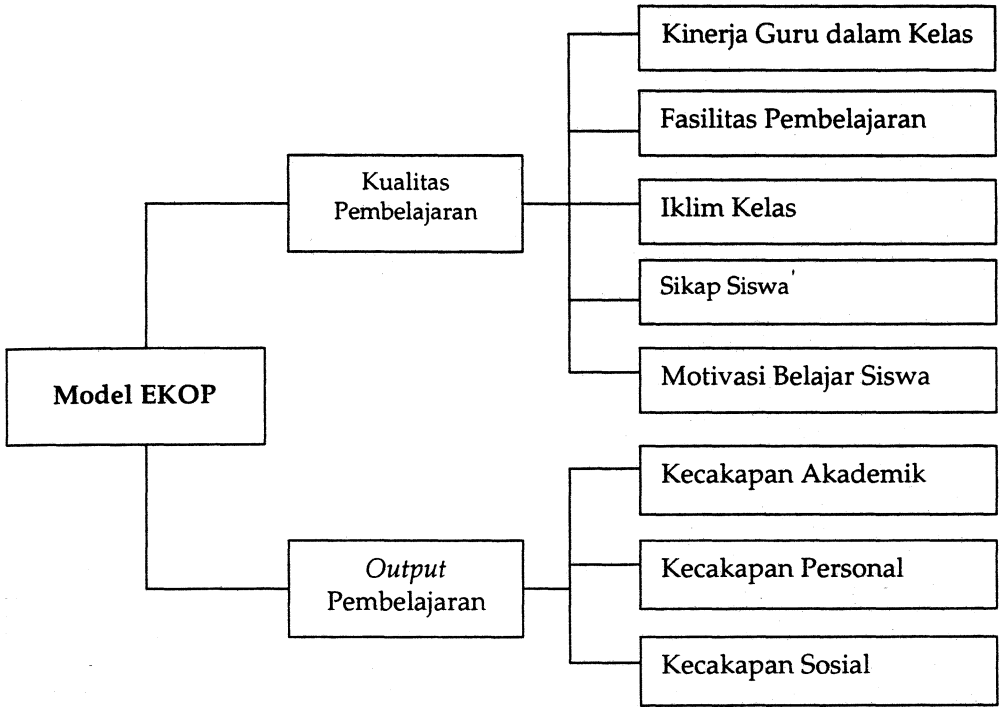 Model EKOP
Kualitas
Pembelajaran
Kinerja Guru dalam Kelas
Fasilitas Pembelajaran
Iklim Kelas
Sikap Siswa
Motivasi Belajar Siswa
Output
Pembelajaran
Kecakapan Akademik
Kecakapan Personal
Kecakapan Sosial